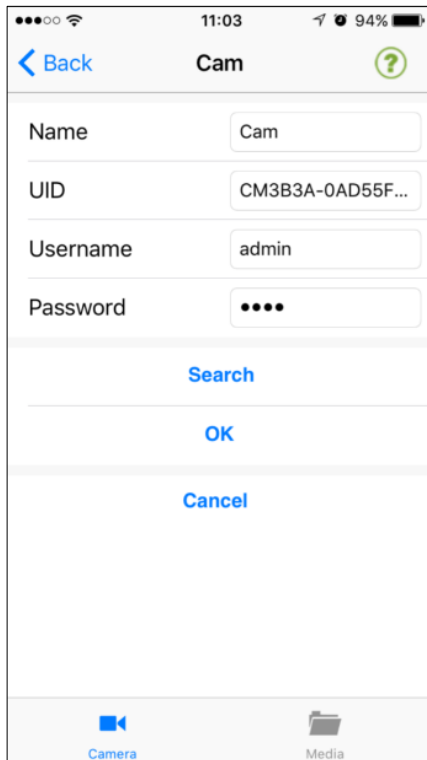 11:03 94%
Back Cam ?
Name Cam
UID CM3B3A-0AD55F...
Username admin
Password ••••
Search
OK
Cancel
Camera Media